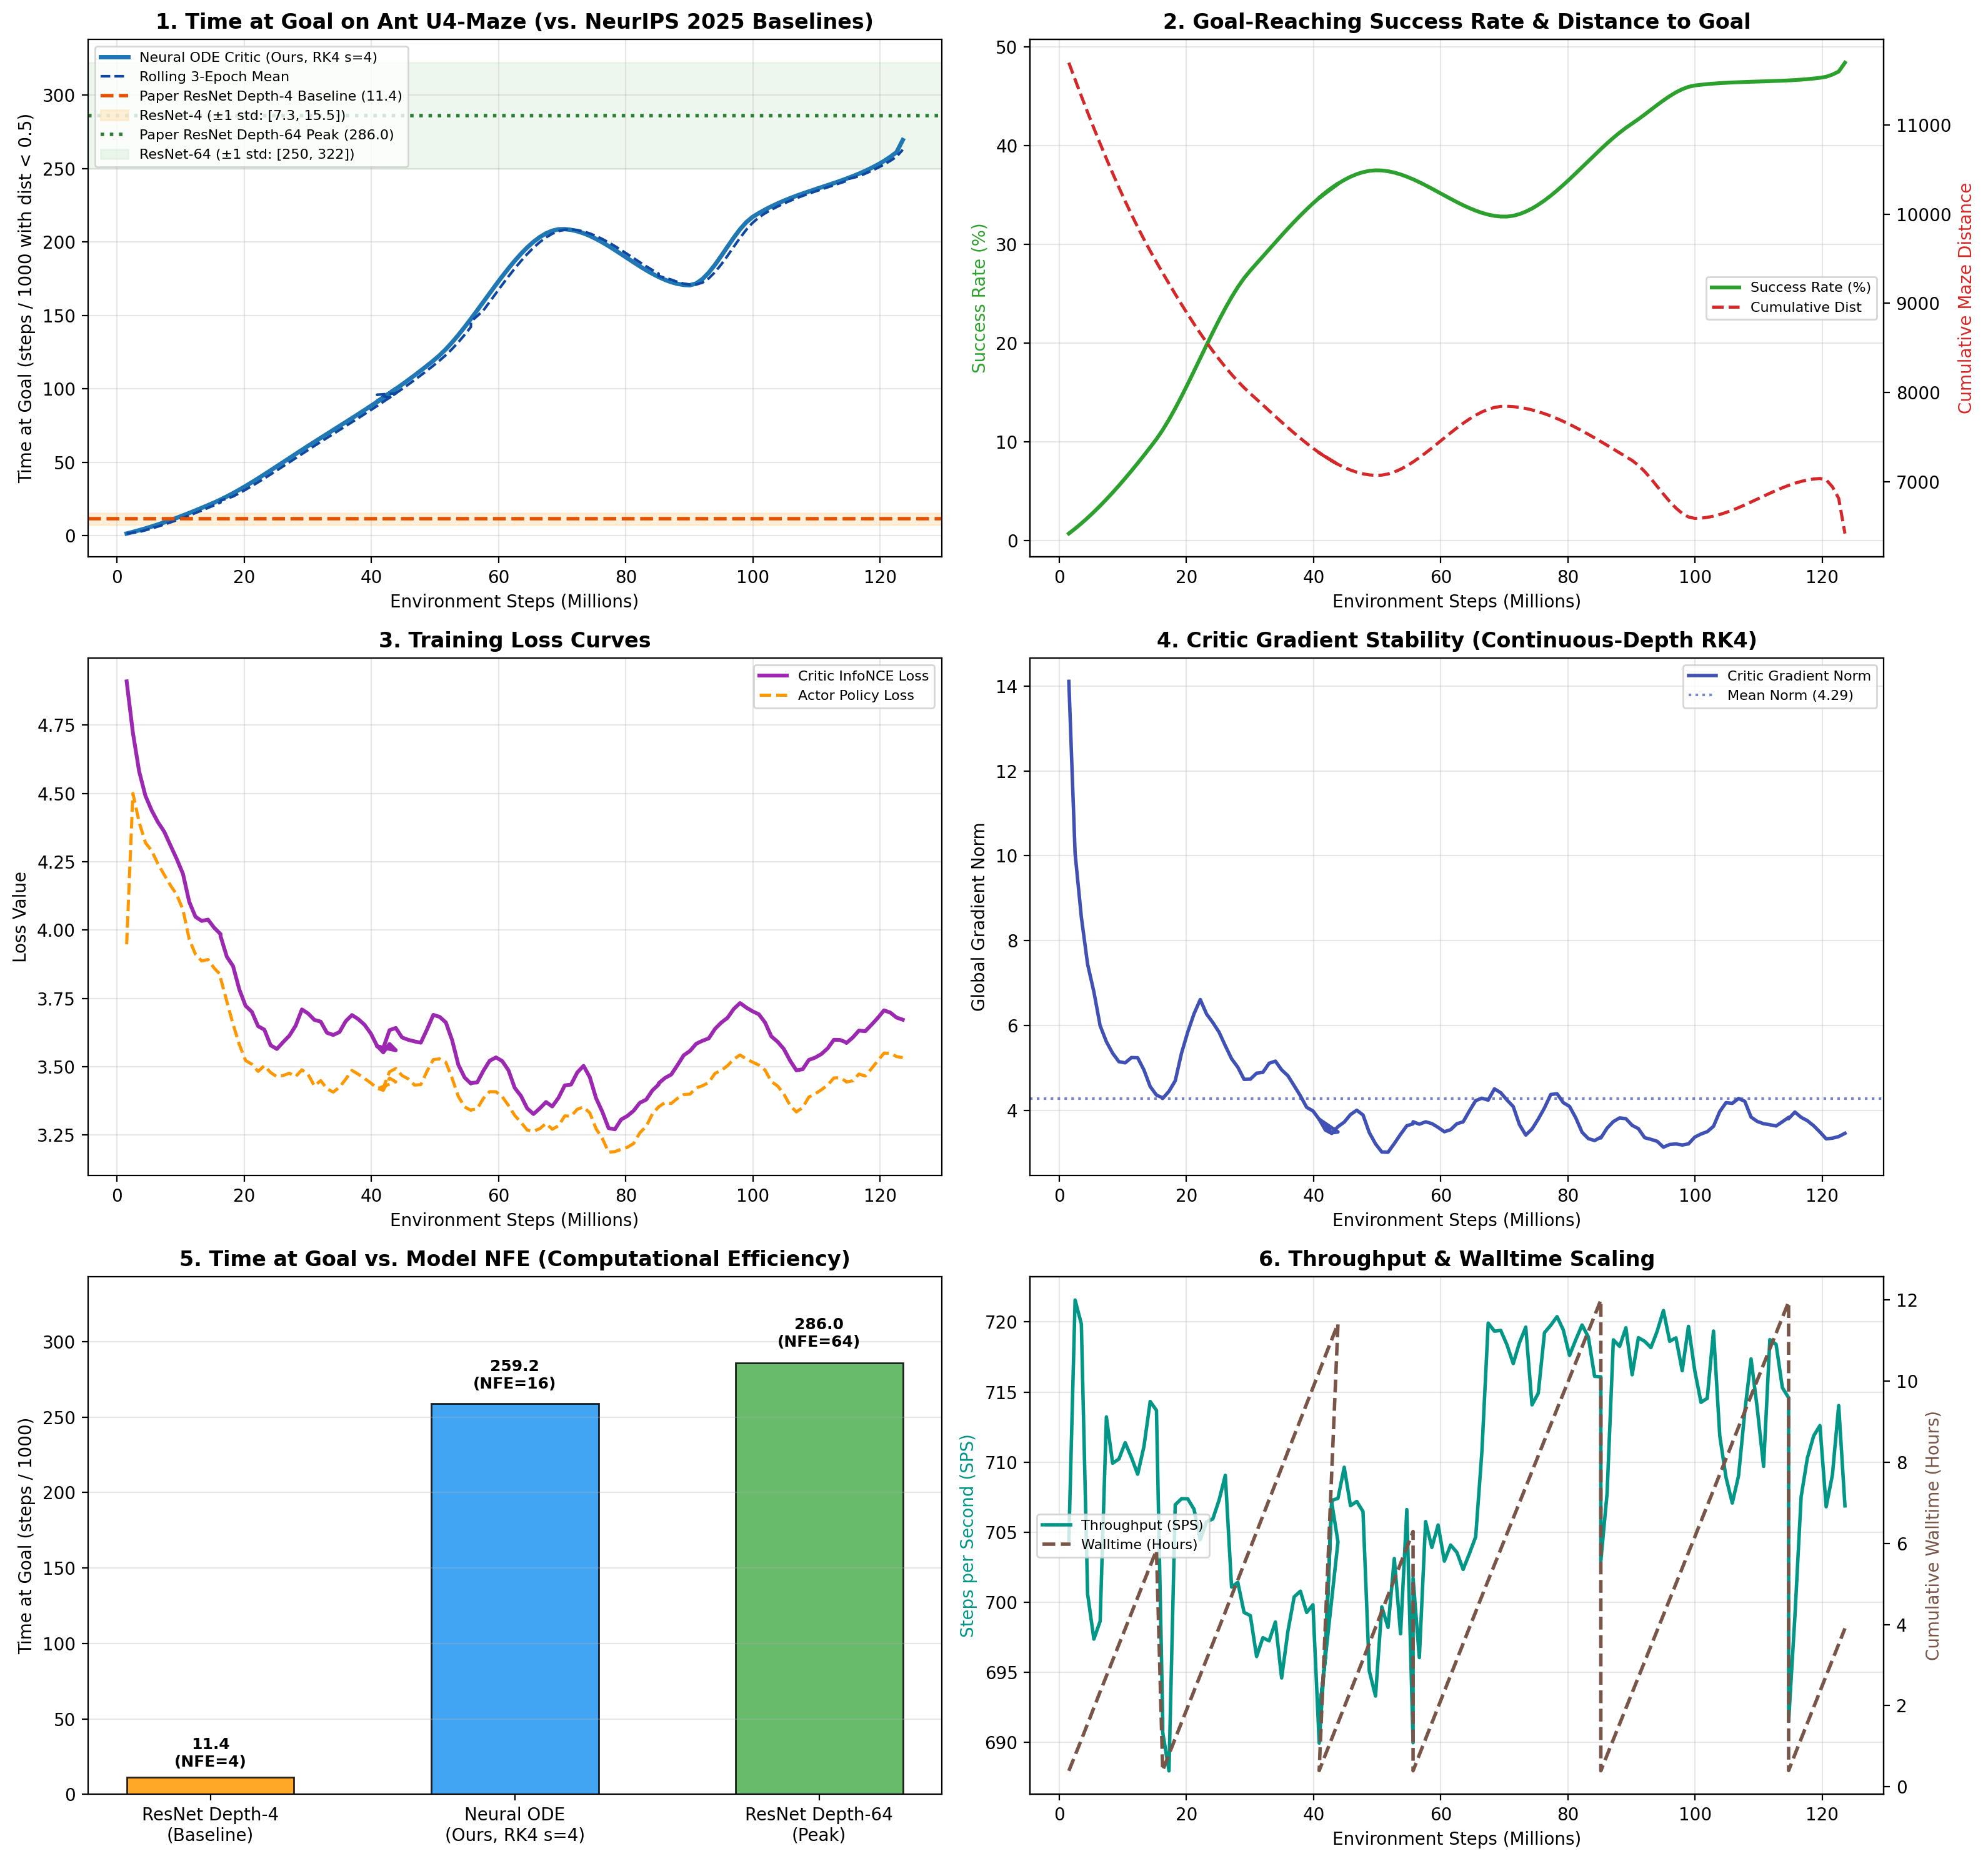 1. Time at Goal on Ant U4-Maze (vs. NeurIPS 2025 Baselines)
Time at Goal (steps / 1000 with dist < 0.5)
300
250
200
150
100
50
0
Neural ODE Critic (Ours, RK4 s=4)
Rolling 3-Epoch Mean
Paper ResNet Depth-4 Baseline (11.4)
ResNet-4 (±1 std: [7.3, 15.5])
Paper ResNet Depth-64 Peak (286.0)
ResNet-64 (±1 std: [250, 322])
0 20 40 60 80 100 120
Environment Steps (Millions)
2. Goal-Reaching Success Rate & Distance to Goal
Success Rate (%)
50
40
30
20
10
0
Success Rate (%)
Cumulative Dist
11000
10000
9000
8000
7000
Cumulative Maze Distance
0 20 40 60 80 100 120
Environment Steps (Millions)
3. Training Loss Curves
Loss Value
4.75
4.50
4.25
4.00
3.75
3.50
3.25
Critic InfoNCE Loss
Actor Policy Loss
0 20 40 60 80 100 120
Environment Steps (Millions)
4. Critic Gradient Stability (Continuous-Depth RK4)
Global Gradient Norm
14
12
10
8
6
4
Critic Gradient Norm
Mean Norm (4.29)
0 20 40 60 80 100 120
Environment Steps (Millions)
5. Time at Goal vs. Model NFE (Computational Efficiency)
Time at Goal (steps / 1000)
300
250
200
150
100
50
0
11.4
(NFE=4)
259.2
(NFE=16)
286.0
(NFE=64)
ResNet Depth-4
(Baseline)
Neural ODE
(Ours, RK4 s=4)
ResNet Depth-64
(Peak)
6. Throughput & Walltime Scaling
Steps per Second (SPS)
720
715
710
705
700
695
690
Throughput (SPS)
Walltime (Hours)
12
10
8
6
4
2
0
Cumulative Walltime (Hours)
0 20 40 60 80 100 120
Environment Steps (Millions)